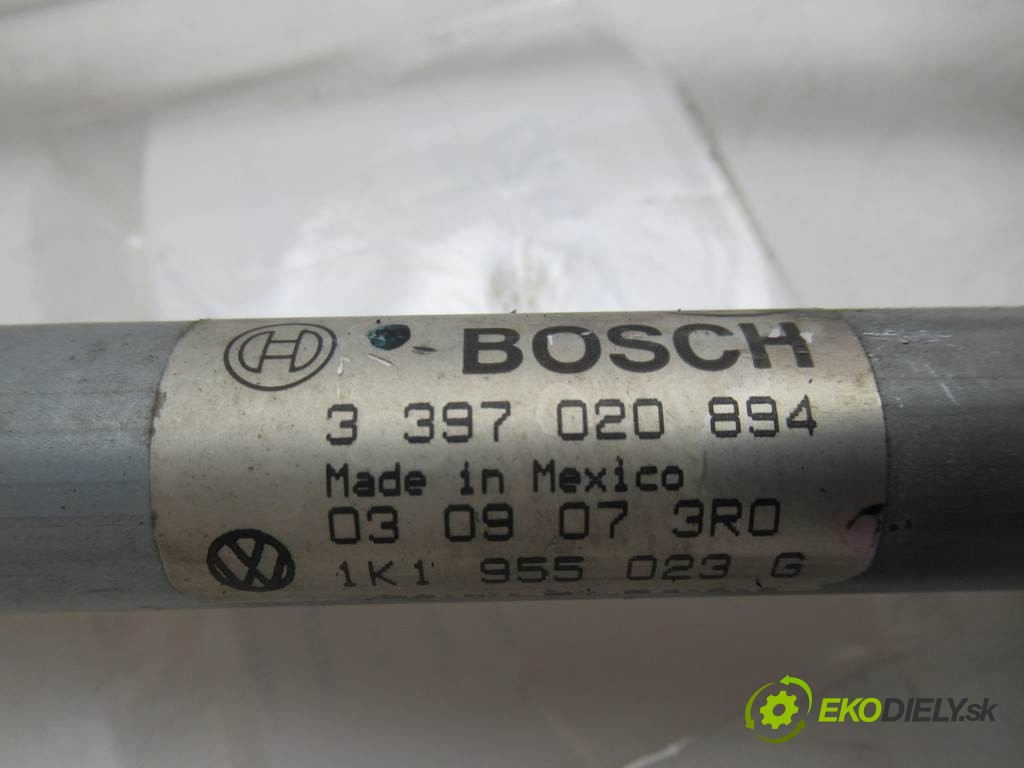 BOSCH
3 397 020 894
Made in Mexico
03 09 07 3R0
1K1 955 023 G
EKODIELY.sk